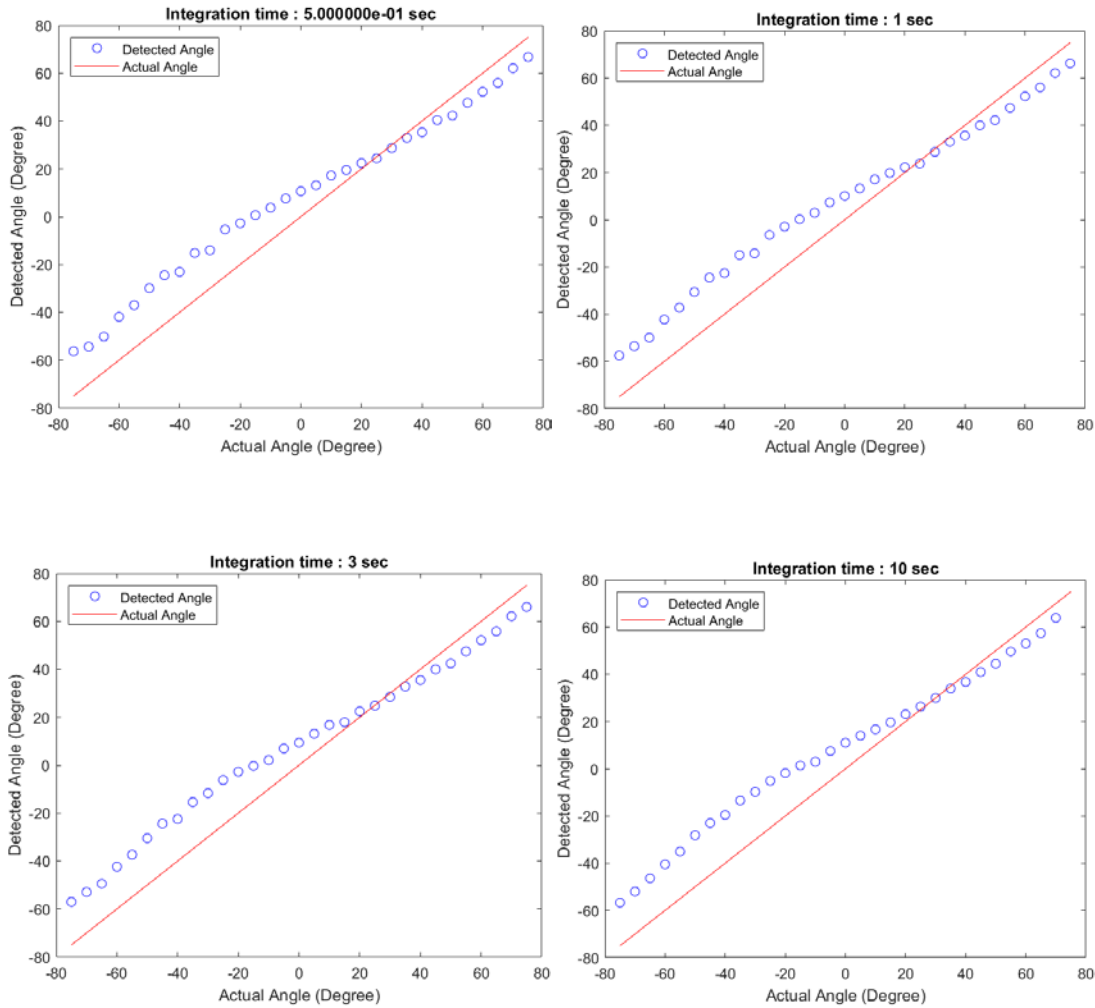 Integration time : 5.000000e-01 sec
80
60
40
20
0
-20
-40
-60
-80
Detected Angle (Degree)
Detected Angle
Actual Angle
-80 -60 -40 -20 0 20 40 60 80
Actual Angle (Degree)
Integration time : 1 sec
80
60
40
20
0
-20
-40
-60
-80
Detected Angle (Degree)
Detected Angle
Actual Angle
-80 -60 -40 -20 0 20 40 60 80
Actual Angle (Degree)
Integration time : 3 sec
80
60
40
20
0
-20
-40
-60
-80
Detected Angle (Degree)
Detected Angle
Actual Angle
-80 -60 -40 -20 0 20 40 60 80
Actual Angle (Degree)
Integration time : 10 sec
80
60
40
20
0
-20
-40
-60
-80
Detected Angle (Degree)
Detected Angle
Actual Angle
-80 -60 -40 -20 0 20 40 60 80
Actual Angle (Degree)